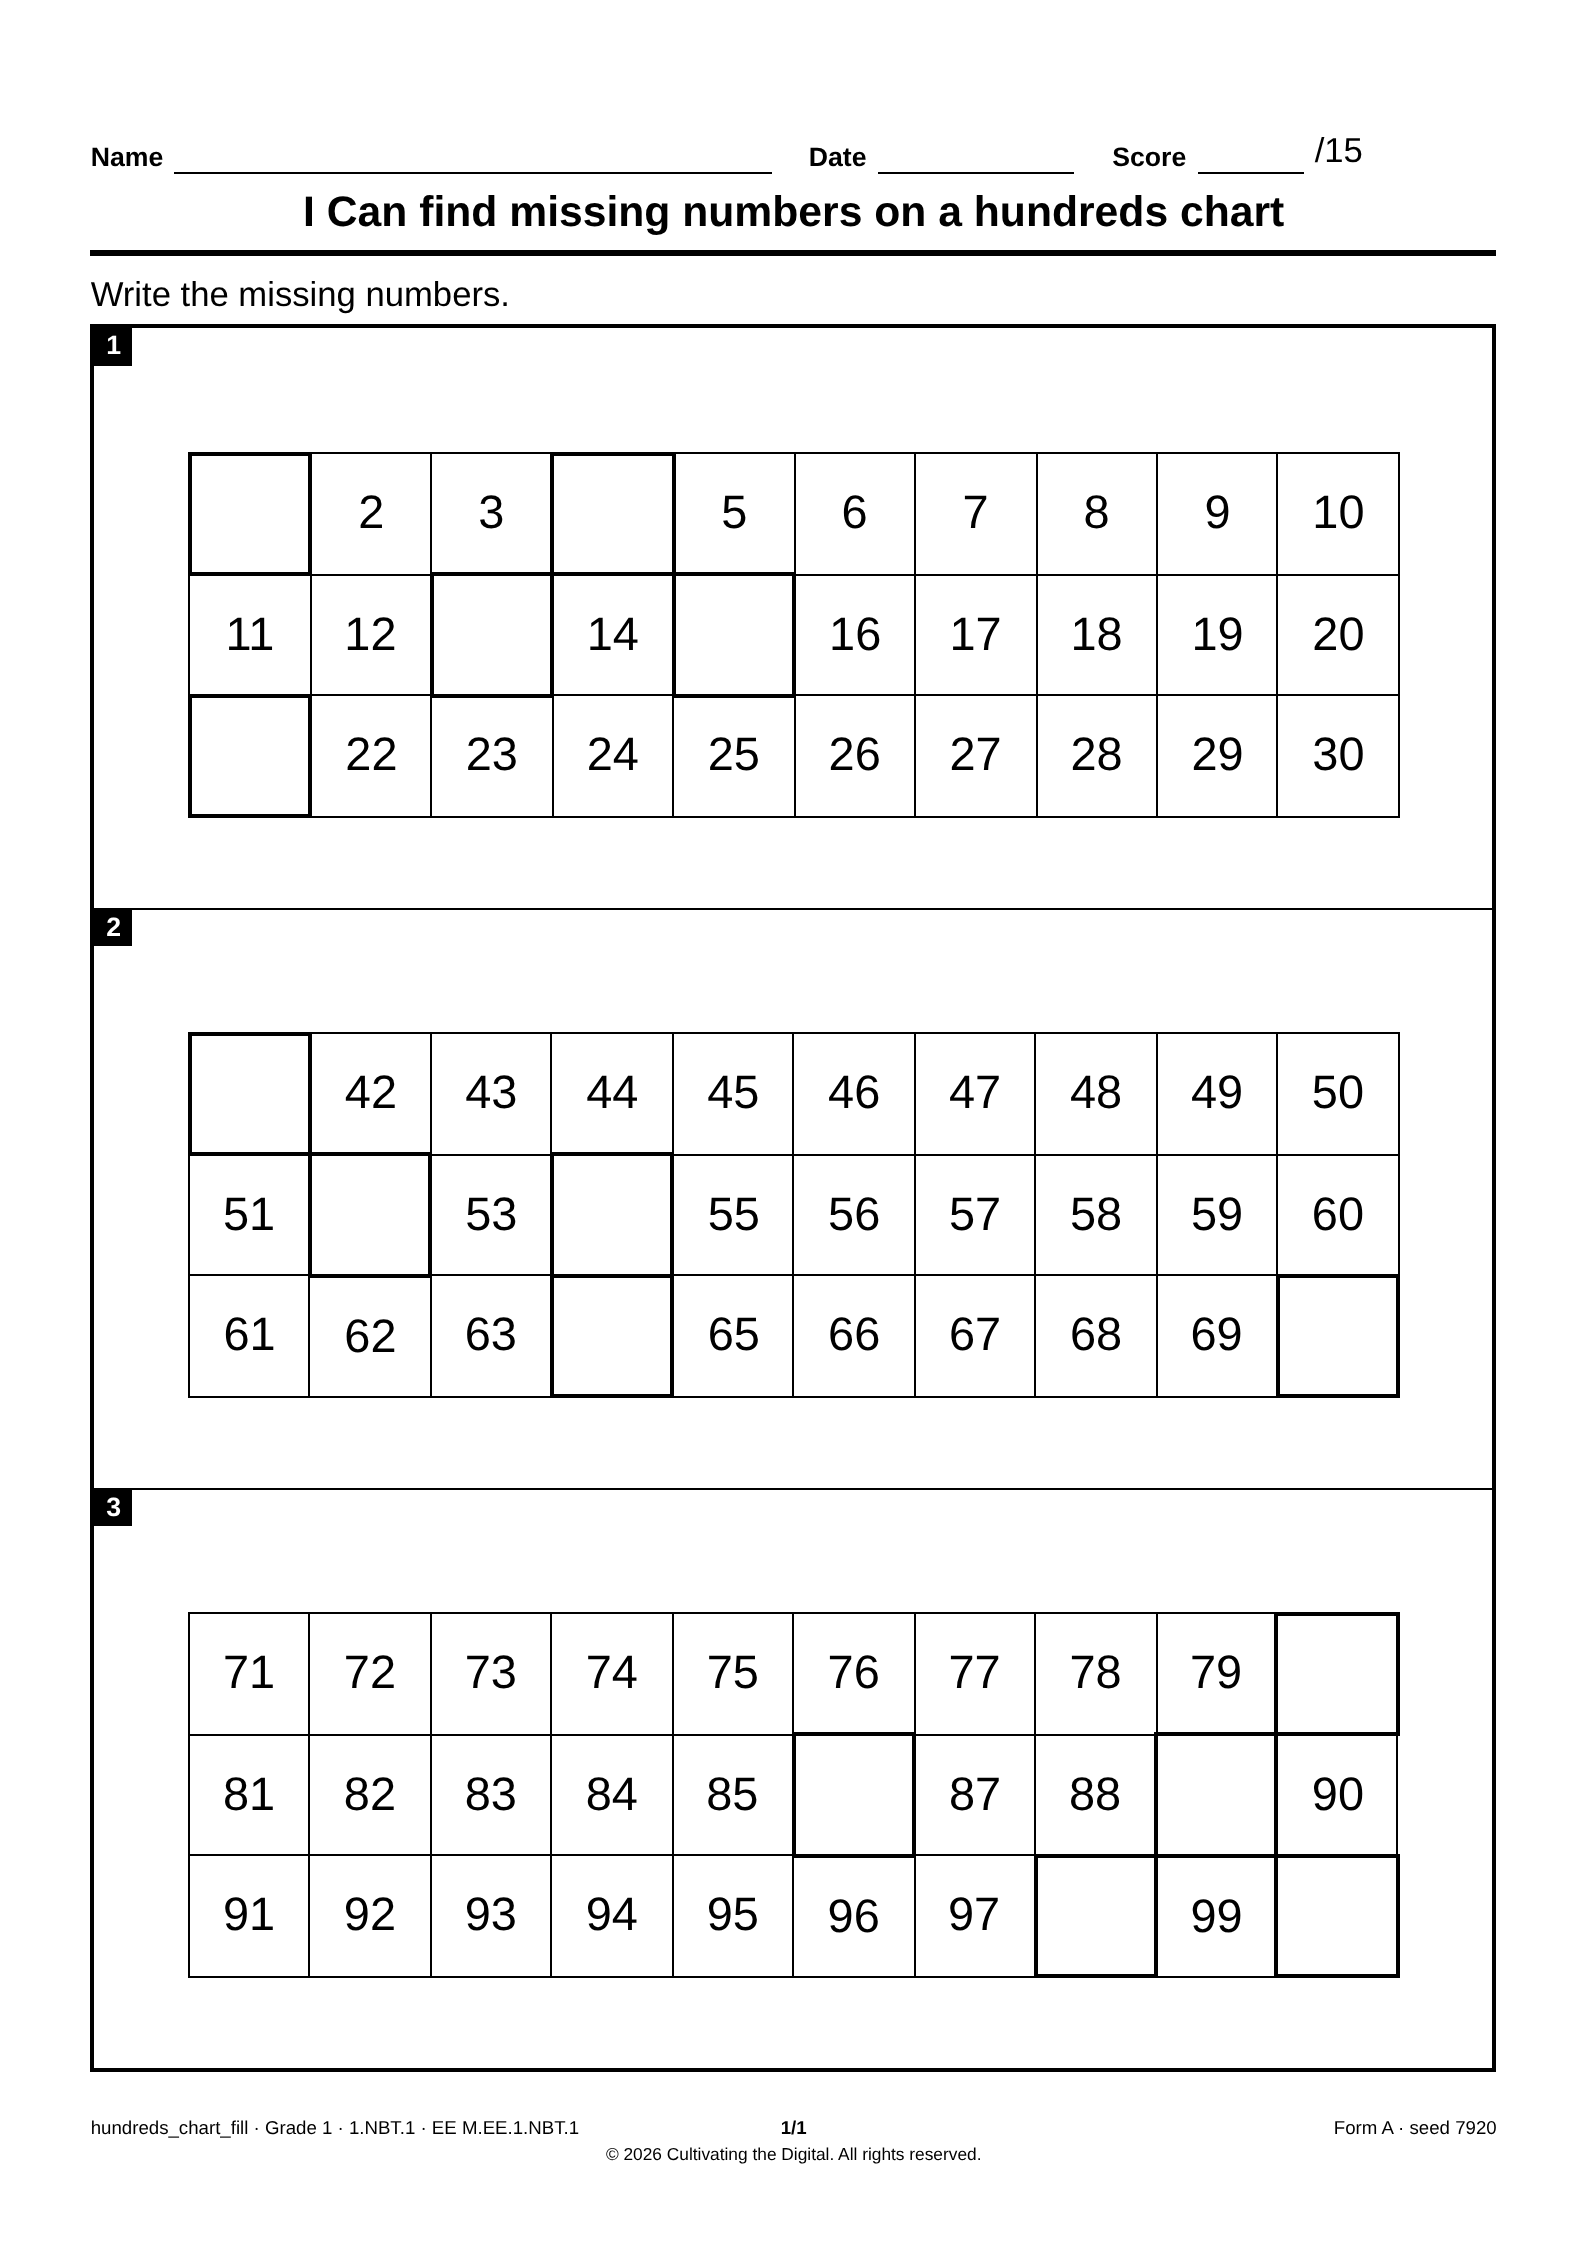 Name Date Score /15
I Can find missing numbers on a hundreds chart
Write the missing numbers.
1
2 3 5 6 7 8 9 10
11 12 14 16 17 18 19 20
22 23 24 25 26 27 28 29 30
2
42 43 44 45 46 47 48 49 50
51 53 55 56 57 58 59 60
61 62 63 65 66 67 68 69
3
71 72 73 74 75 76 77 78 79
81 82 83 84 85 87 88 90
91 92 93 94 95 96 97 99
hundreds_chart_fill · Grade 1 · 1.NBT.1 · EE M.EE.1.NBT.1 1/1 Form A · seed 7920
© 2026 Cultivating the Digital. All rights reserved.